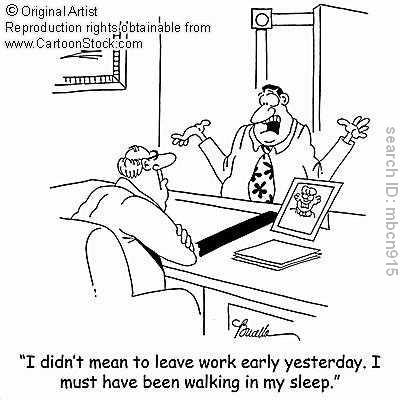 © Original Artist
Reproduction rights obtainable from
www.CartoonStock.com
search ID: mbcn915
"I didn't mean to leave work early yesterday. I
must have been walking in my sleep."